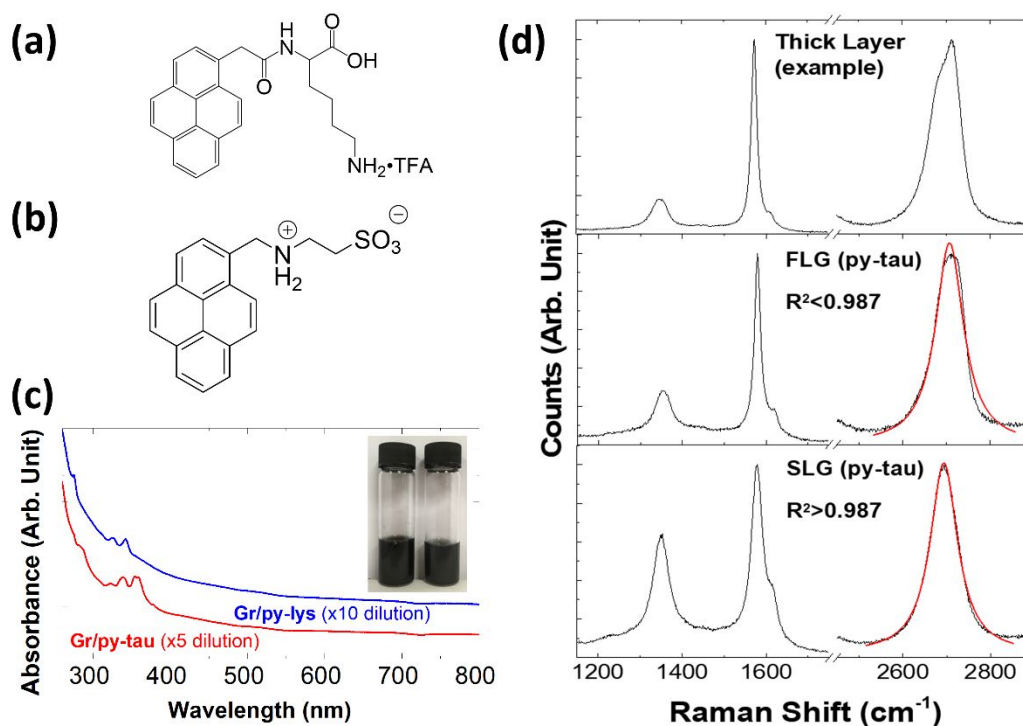 (a)
H
N
O
O
OH
NH₂•TFA
(b)
⊕
N
H₂
SO₃
⊖
(c)
Absorbance (Arb. Unit)
Gr/py-lys (x10 dilution)
Gr/py-tau (x5 dilution)
300 400 500 600 700 800
Wavelength (nm)
(d)
Counts (Arb. Unit)
Thick Layer
(example)
FLG (py-tau)
R²<0.987
SLG (py-tau)
R²>0.987
1200 1400 1600 2600 2800
Raman Shift (cm⁻¹)